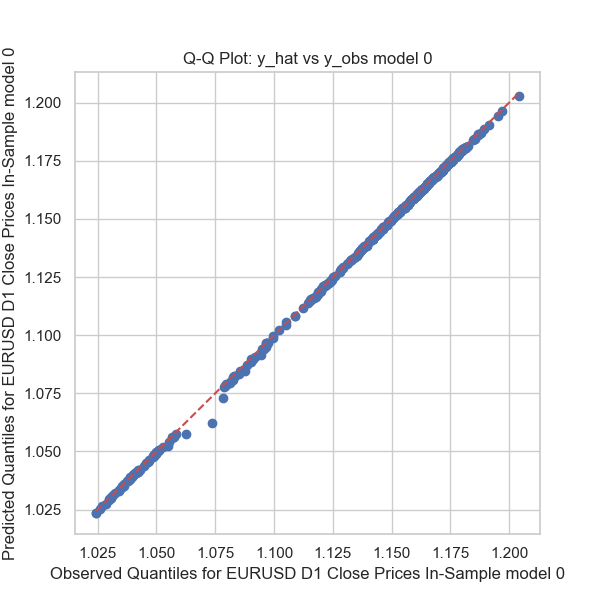 Q-Q Plot: y_hat vs y_obs model 0
Predicted Quantiles for EURUSD D1 Close Prices In-Sample model 0
1.200
1.175
1.150
1.125
1.100
1.075
1.050
1.025
1.025 1.050 1.075 1.100 1.125 1.150 1.175 1.200
Observed Quantiles for EURUSD D1 Close Prices In-Sample model 0